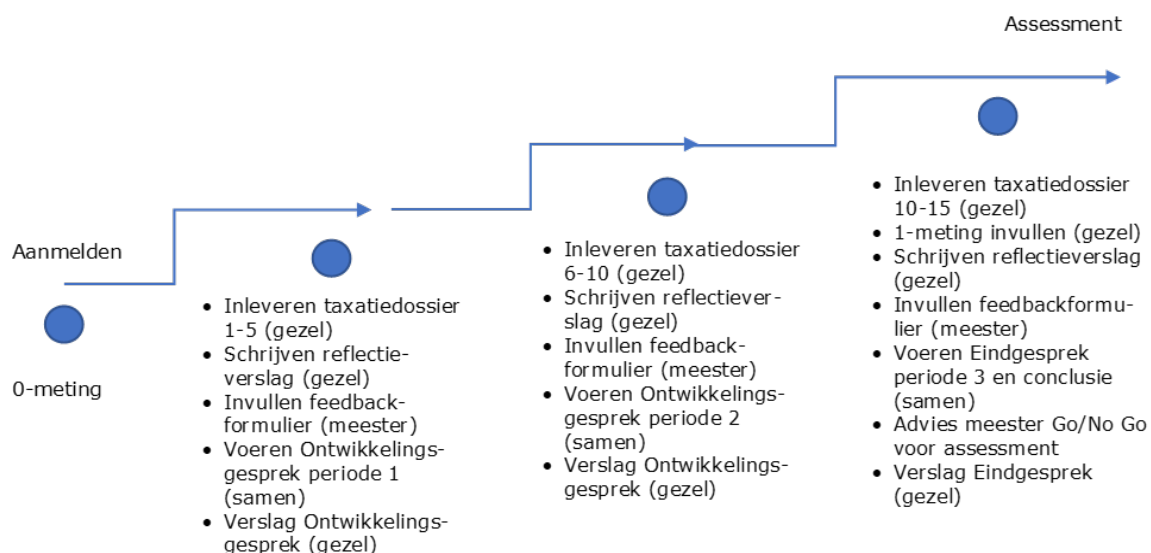 Assessment
Aanmelden
0-meting
• Inleveren taxatiedossier
1-5 (gezel)
• Schrijven reflectie-
verslag (gezel)
• Invullen feedback-
formulier (meester)
• Voeren Ontwikkelings-
gesprek periode 1
(samen)
• Verslag Ontwikkelings-
gesprek (gezel)
• Inleveren taxatiedossier
6-10 (gezel)
• Schrijven reflectiever-
slag (gezel)
• Invullen feedback-
formulier (meester)
• Voeren Ontwikkelings-
gesprek periode 2
(samen)
• Verslag Ontwikkelings-
gesprek (gezel)
• Inleveren taxatiedossier
10-15 (gezel)
• 1-meting invullen (gezel)
• Schrijven reflectieverslag
(gezel)
• Invullen feedbackformu-
lier (meester)
• Voeren Eindgesprek
periode 3 en conclusie
(samen)
• Advies meester Go/No Go
voor assessment
• Verslag Eindgesprek
(gezel)